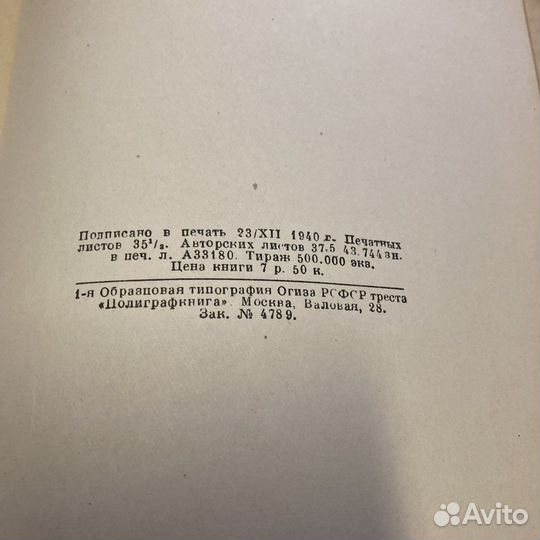 Подписано в печать 23/XII 1940 г. Печатных
листов 35¹/₂. Авторских листов 37.5 43.744 зн.
в печ. л. А33180. Тираж 500.000 экз.
Цена книги 7 р. 50 к.
1-я Образцовая типография Огиза РСФСР треста
«Полиграфкнига». Москва, Валовая, 28.
Зак. № 4789.
Avito